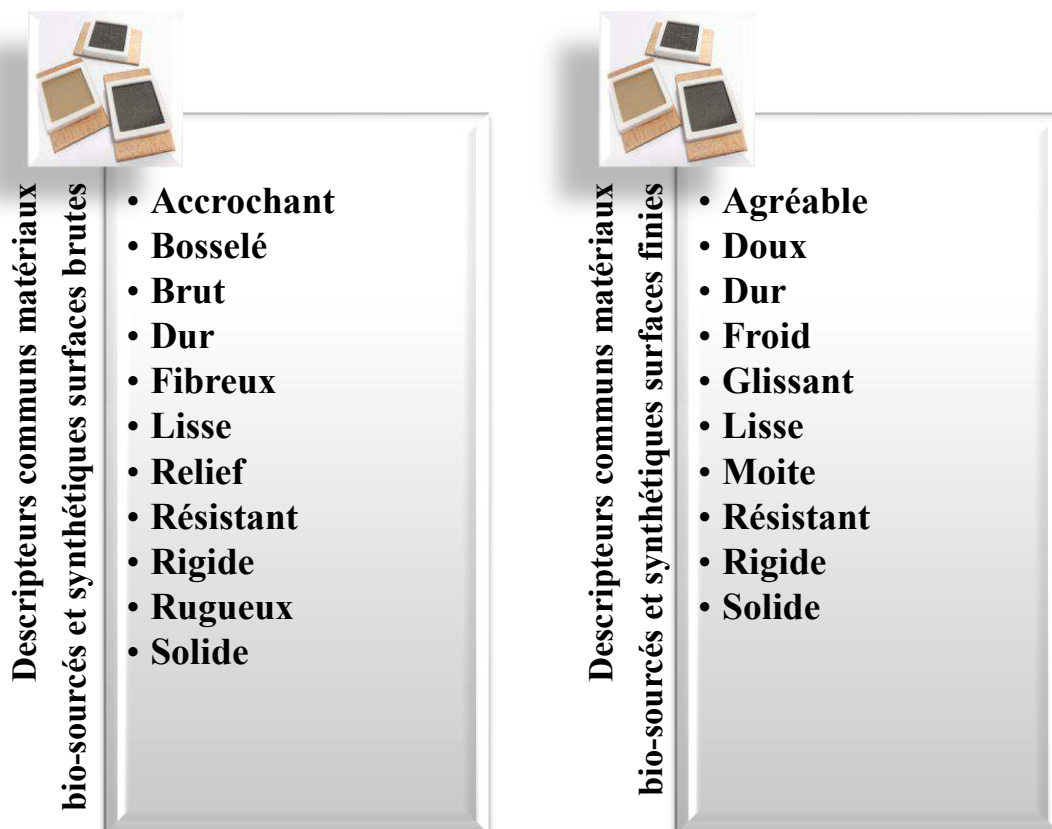 Descripteurs communs matériaux
bio-sourcés et synthétiques surfaces brutes
• Accrochant
• Bosselé
• Brut
• Dur
• Fibreux
• Lisse
• Relief
• Résistant
• Rigide
• Rugueux
• Solide
Descripteurs communs matériaux
bio-sourcés et synthétiques surfaces finies
• Agréable
• Doux
• Dur
• Froid
• Glissant
• Lisse
• Moite
• Résistant
• Rigide
• Solide